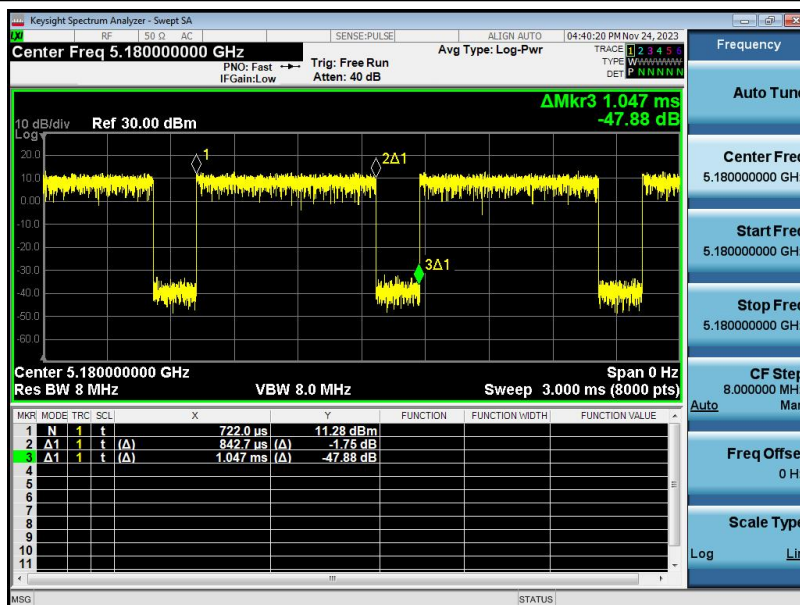 Keysight Spectrum Analyzer - Swept SA
LXI RF 50 Ω AC SENSE:PULSE ALIGN AUTO 04:40:20 PM Nov 24, 2023
Center Freq 5.180000000 GHz
PNO: Fast
IFGain:Low
Trig: Free Run
Atten: 40 dB
Avg Type: Log-Pwr
TRACE 1 2 3 4 5 6
TYPE WWWWWW
DET P N N N N N
ΔMkr3 1.047 ms
-47.88 dB
10 dB/div Ref 30.00 dBm
Log
20.0
10.0
0.00
-10.0
-20.0
-30.0
-40.0
-50.0
-60.0
1
2Δ1
3Δ1
Center 5.180000000 GHz Span 0 Hz
Res BW 8 MHz VBW 8.0 MHz Sweep 3.000 ms (8000 pts)
MKR MODE TRC SCL X Y FUNCTION FUNCTION WIDTH FUNCTION VALUE
1 N 1 t 722.0 µs 11.28 dBm
2 Δ1 1 t (Δ) 842.7 µs (Δ) -1.75 dB
3 Δ1 1 t (Δ) 1.047 ms (Δ) -47.88 dB
4
5
6
7
8
9
10
11
MSG STATUS
Frequency
Auto Tune
Center Freq
5.180000000 GHz
Start Freq
5.180000000 GHz
Stop Freq
5.180000000 GHz
CF Step
8.000000 MHz
Auto Man
Freq Offset
0 Hz
Scale Type
Log Lin